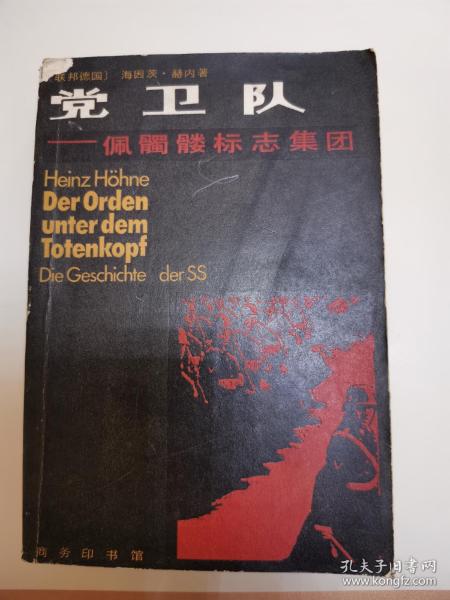 联邦德国〕 海因茨·赫内著
党卫队
——佩髑髅标志集团
Heinz Höhne
Der Orden
unter dem
Totenkopf
Die Geschichte der SS
商务印书馆
孔夫子旧书网
www.kongfz.com